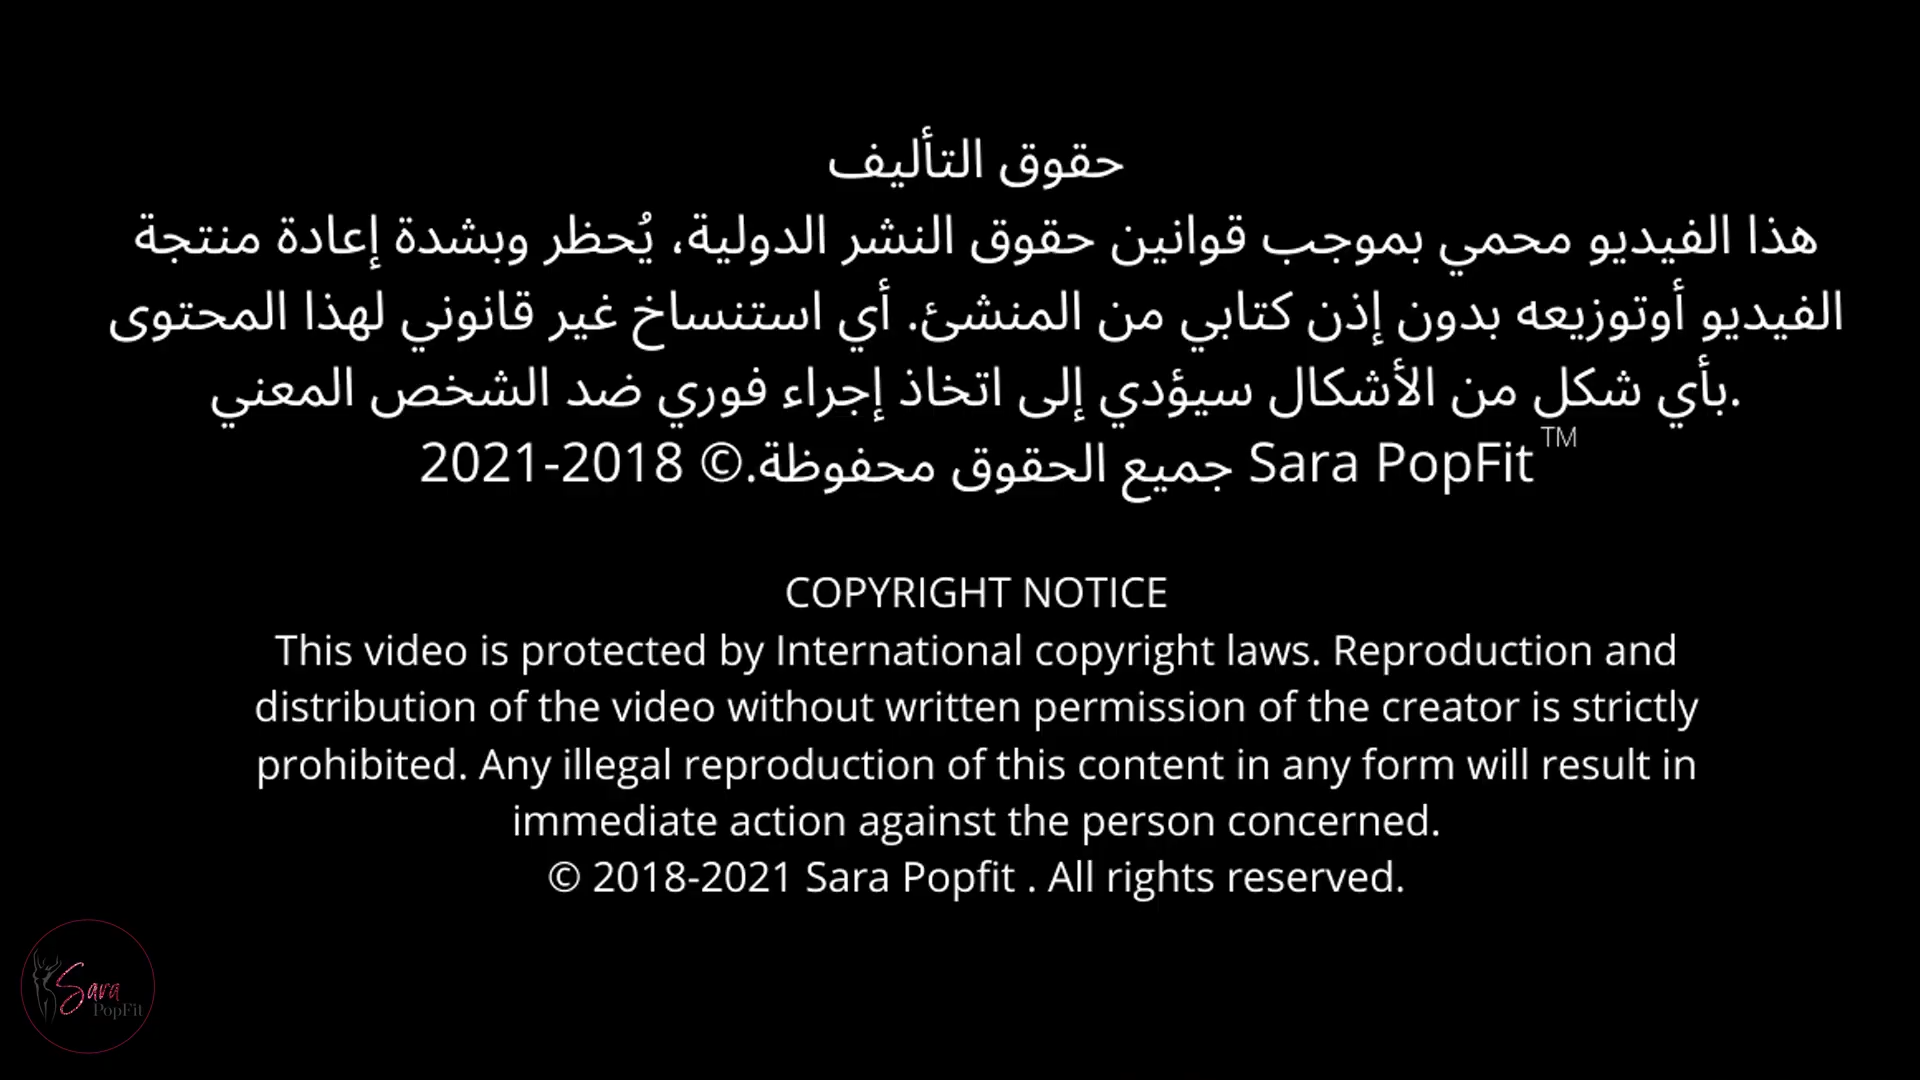 حقوق التأليف
هذا الفيديو محمي بموجب قوانين حقوق النشر الدولية، يُحظر وبشدة إعادة منتجة
الفيديو أوتوزيعه بدون إذن كتابي من المنشئ. أي استنساخ غير قانوني لهذا المحتوى
بأي شكل من الأشكال سيؤدي إلى اتخاذ إجراء فوري ضد الشخص المعني.
Sara PopFit™ جميع الحقوق محفوظة.© 2018-2021
COPYRIGHT NOTICE
This video is protected by International copyright laws. Reproduction and
distribution of the video without written permission of the creator is strictly
prohibited. Any illegal reproduction of this content in any form will result in
immediate action against the person concerned.
© 2018-2021 Sara Popfit . All rights reserved.
Sara
PopFit